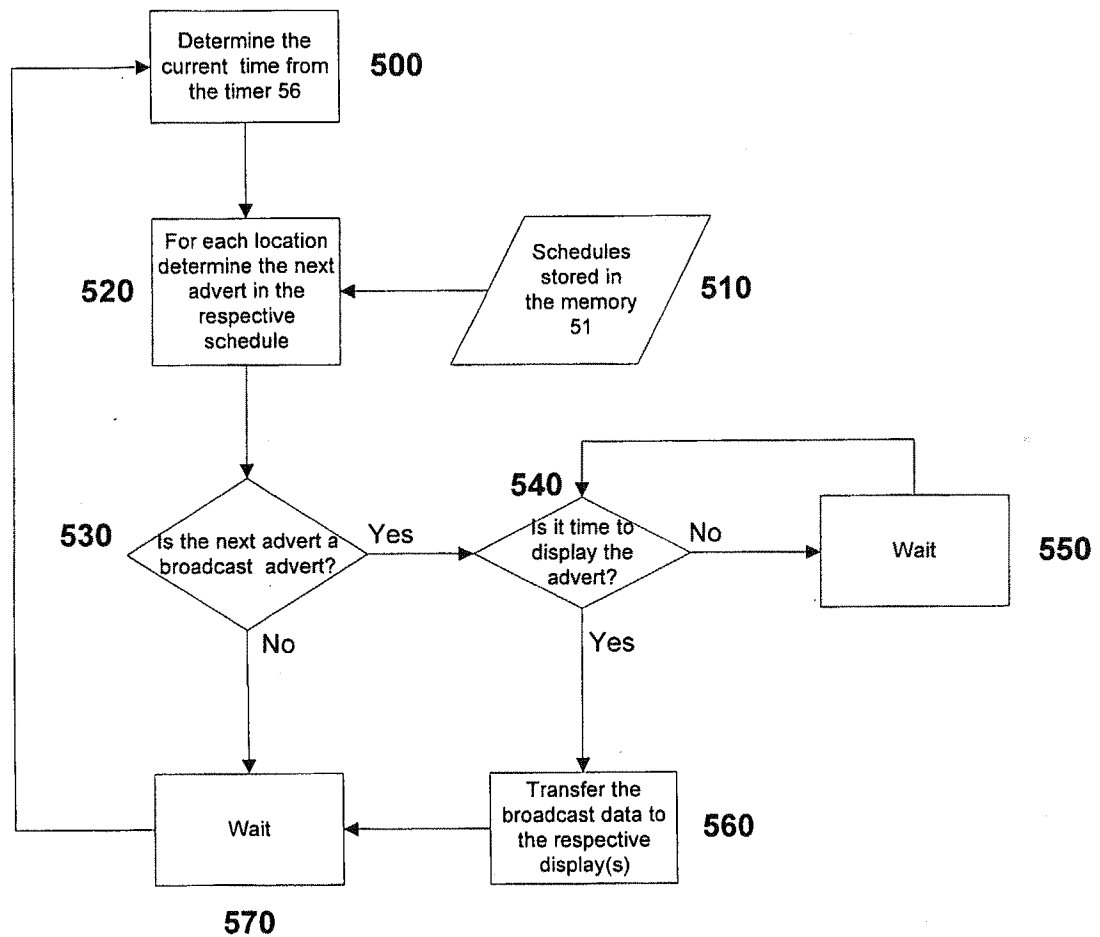 Determine the
current time from
the timer 56
500
For each location
determine the next
advert in the
respective
schedule
520
Schedules
stored in
the memory
51
510
530
Is the next advert a
broadcast advert?
Yes
No
540
Is it time to
display the
advert?
No
Yes
Wait
550
Transfer the
broadcast data to
the respective
display(s)
560
Wait
570